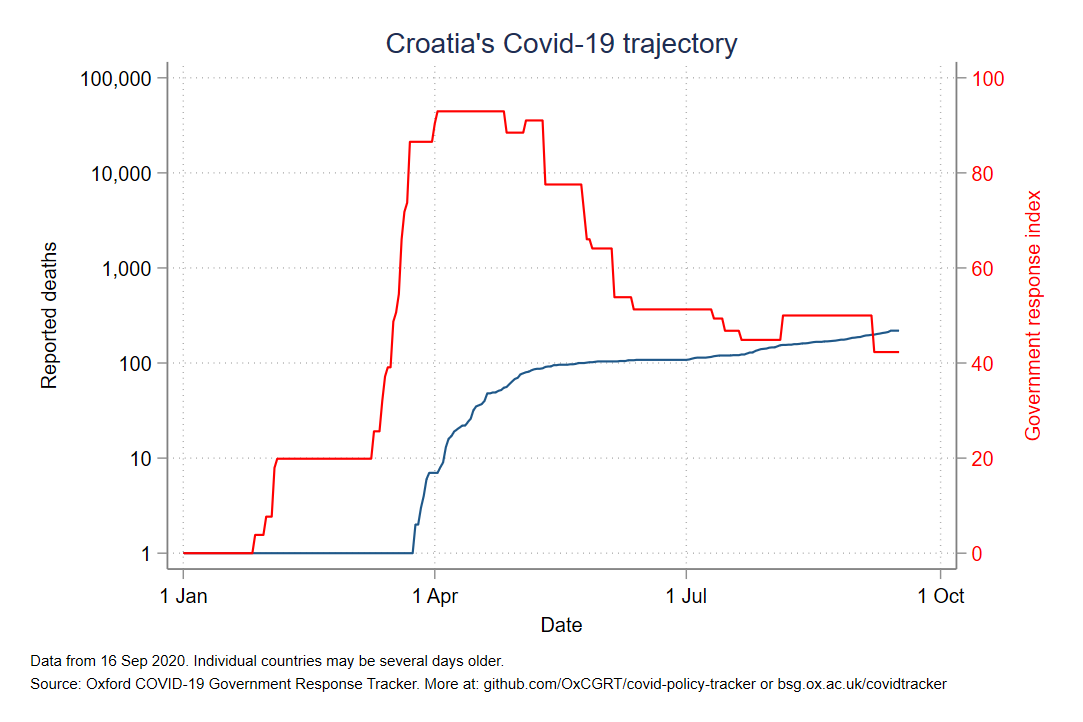 Croatia's Covid-19 trajectory
100,000
10,000
1,000
100
10
1
Reported deaths
100
80
60
40
20
0
Government response index
1 Jan
1 Apr
1 Jul
1 Oct
Date
Data from 16 Sep 2020. Individual countries may be several days older.
Source: Oxford COVID-19 Government Response Tracker. More at: github.com/OxCGRT/covid-policy-tracker or bsg.ox.ac.uk/covidtracker